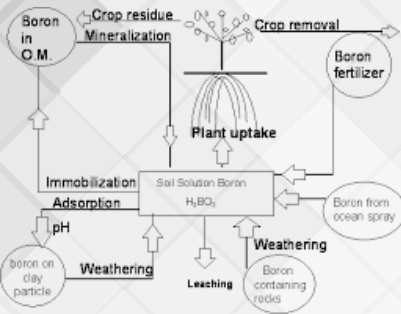 Boron
in
O.M.
Crop residue
Mineralization
Crop removal
Boron
fertilizer
Plant uptake
Immobilization
Adsorption
pH
Soil Solution Boron
H₃BO₃
Boron from
ocean spray
boron on
clay
particle
Weathering
Leaching
Weathering
Boron
containing
rocks